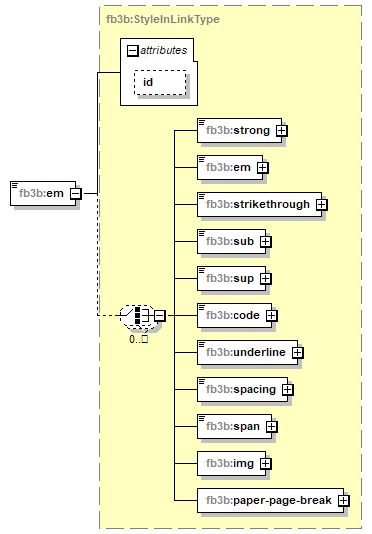 fb3b:StyleInLinkType
attributes
id
fb3b:em
fb3b:strong
fb3b:em
fb3b:strikethrough
fb3b:sub
fb3b:sup
fb3b:code
0..□
fb3b:underline
fb3b:spacing
fb3b:span
fb3b:img
fb3b:paper-page-break